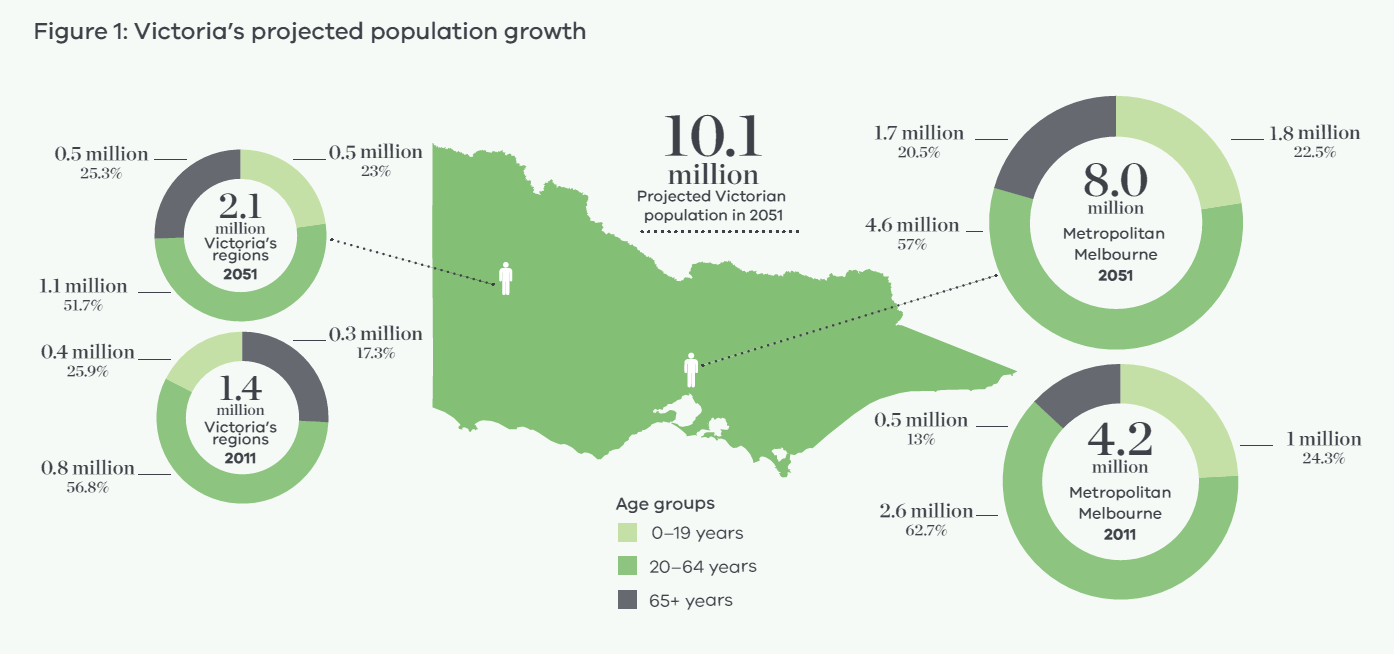 Figure 1: Victoria's projected population growth
0.5 million
25.3%
0.5 million
23%
2.1
million
Victoria's
regions
2051
1.1 million
51.7%
0.4 million
25.9%
0.3 million
17.3%
1.4
million
Victoria's
regions
2011
0.8 million
56.8%
10.1
million
Projected Victorian
population in 2051
1.7 million
20.5%
1.8 million
22.5%
8.0
million
Metropolitan
Melbourne
2051
4.6 million
57%
0.5 million
13%
1 million
24.3%
4.2
million
Metropolitan
Melbourne
2011
2.6 million
62.7%
Age groups
0–19 years
20–64 years
65+ years